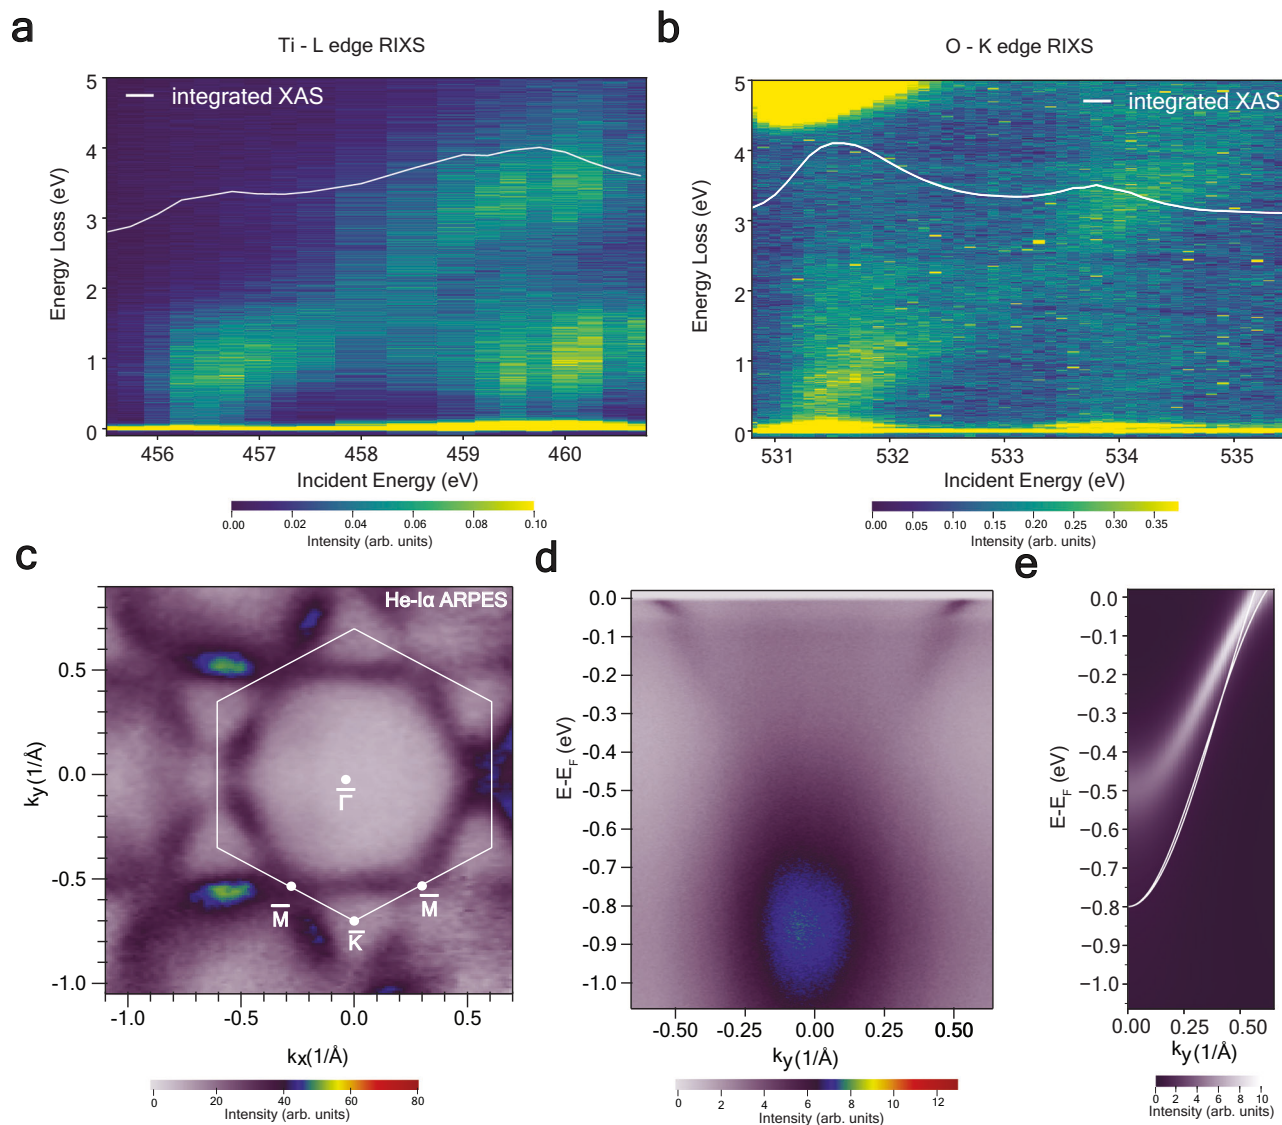 a
Ti - L edge RIXS
integrated XAS
Energy Loss (eV)
5
4
3
2
1
0
456 457 458 459 460
Incident Energy (eV)
0.00 0.02 0.04 0.06 0.08 0.10
Intensity (arb. units)
b
O - K edge RIXS
integrated XAS
Energy Loss (eV)
5
4
3
2
1
0
531 532 533 534 535
Incident Energy (eV)
0.00 0.05 0.10 0.15 0.20 0.25 0.30 0.35
Intensity (arb. units)
c
He-Iα ARPES
ky(1/Å)
0.5
0.0
-0.5
-1.0
Γ̅
M̅
K̅
M̅
-1.0 -0.5 0.0 0.5
kx(1/Å)
0 20 40 60 80
Intensity (arb. units)
d
E-EF (eV)
0.0
-0.1
-0.2
-0.3
-0.4
-0.5
-0.6
-0.7
-0.8
-0.9
-1.0
-0.50 -0.25 0.00 0.25 0.50
ky(1/Å)
0 2 4 6 8 10 12
Intensity (arb. units)
e
E-EF (eV)
0.0
−0.1
−0.2
−0.3
−0.4
−0.5
−0.6
−0.7
−0.8
−0.9
−1.0
0.00 0.25 0.50
ky(1/Å)
0 2 4 6 8 10
Intensity (arb. units)